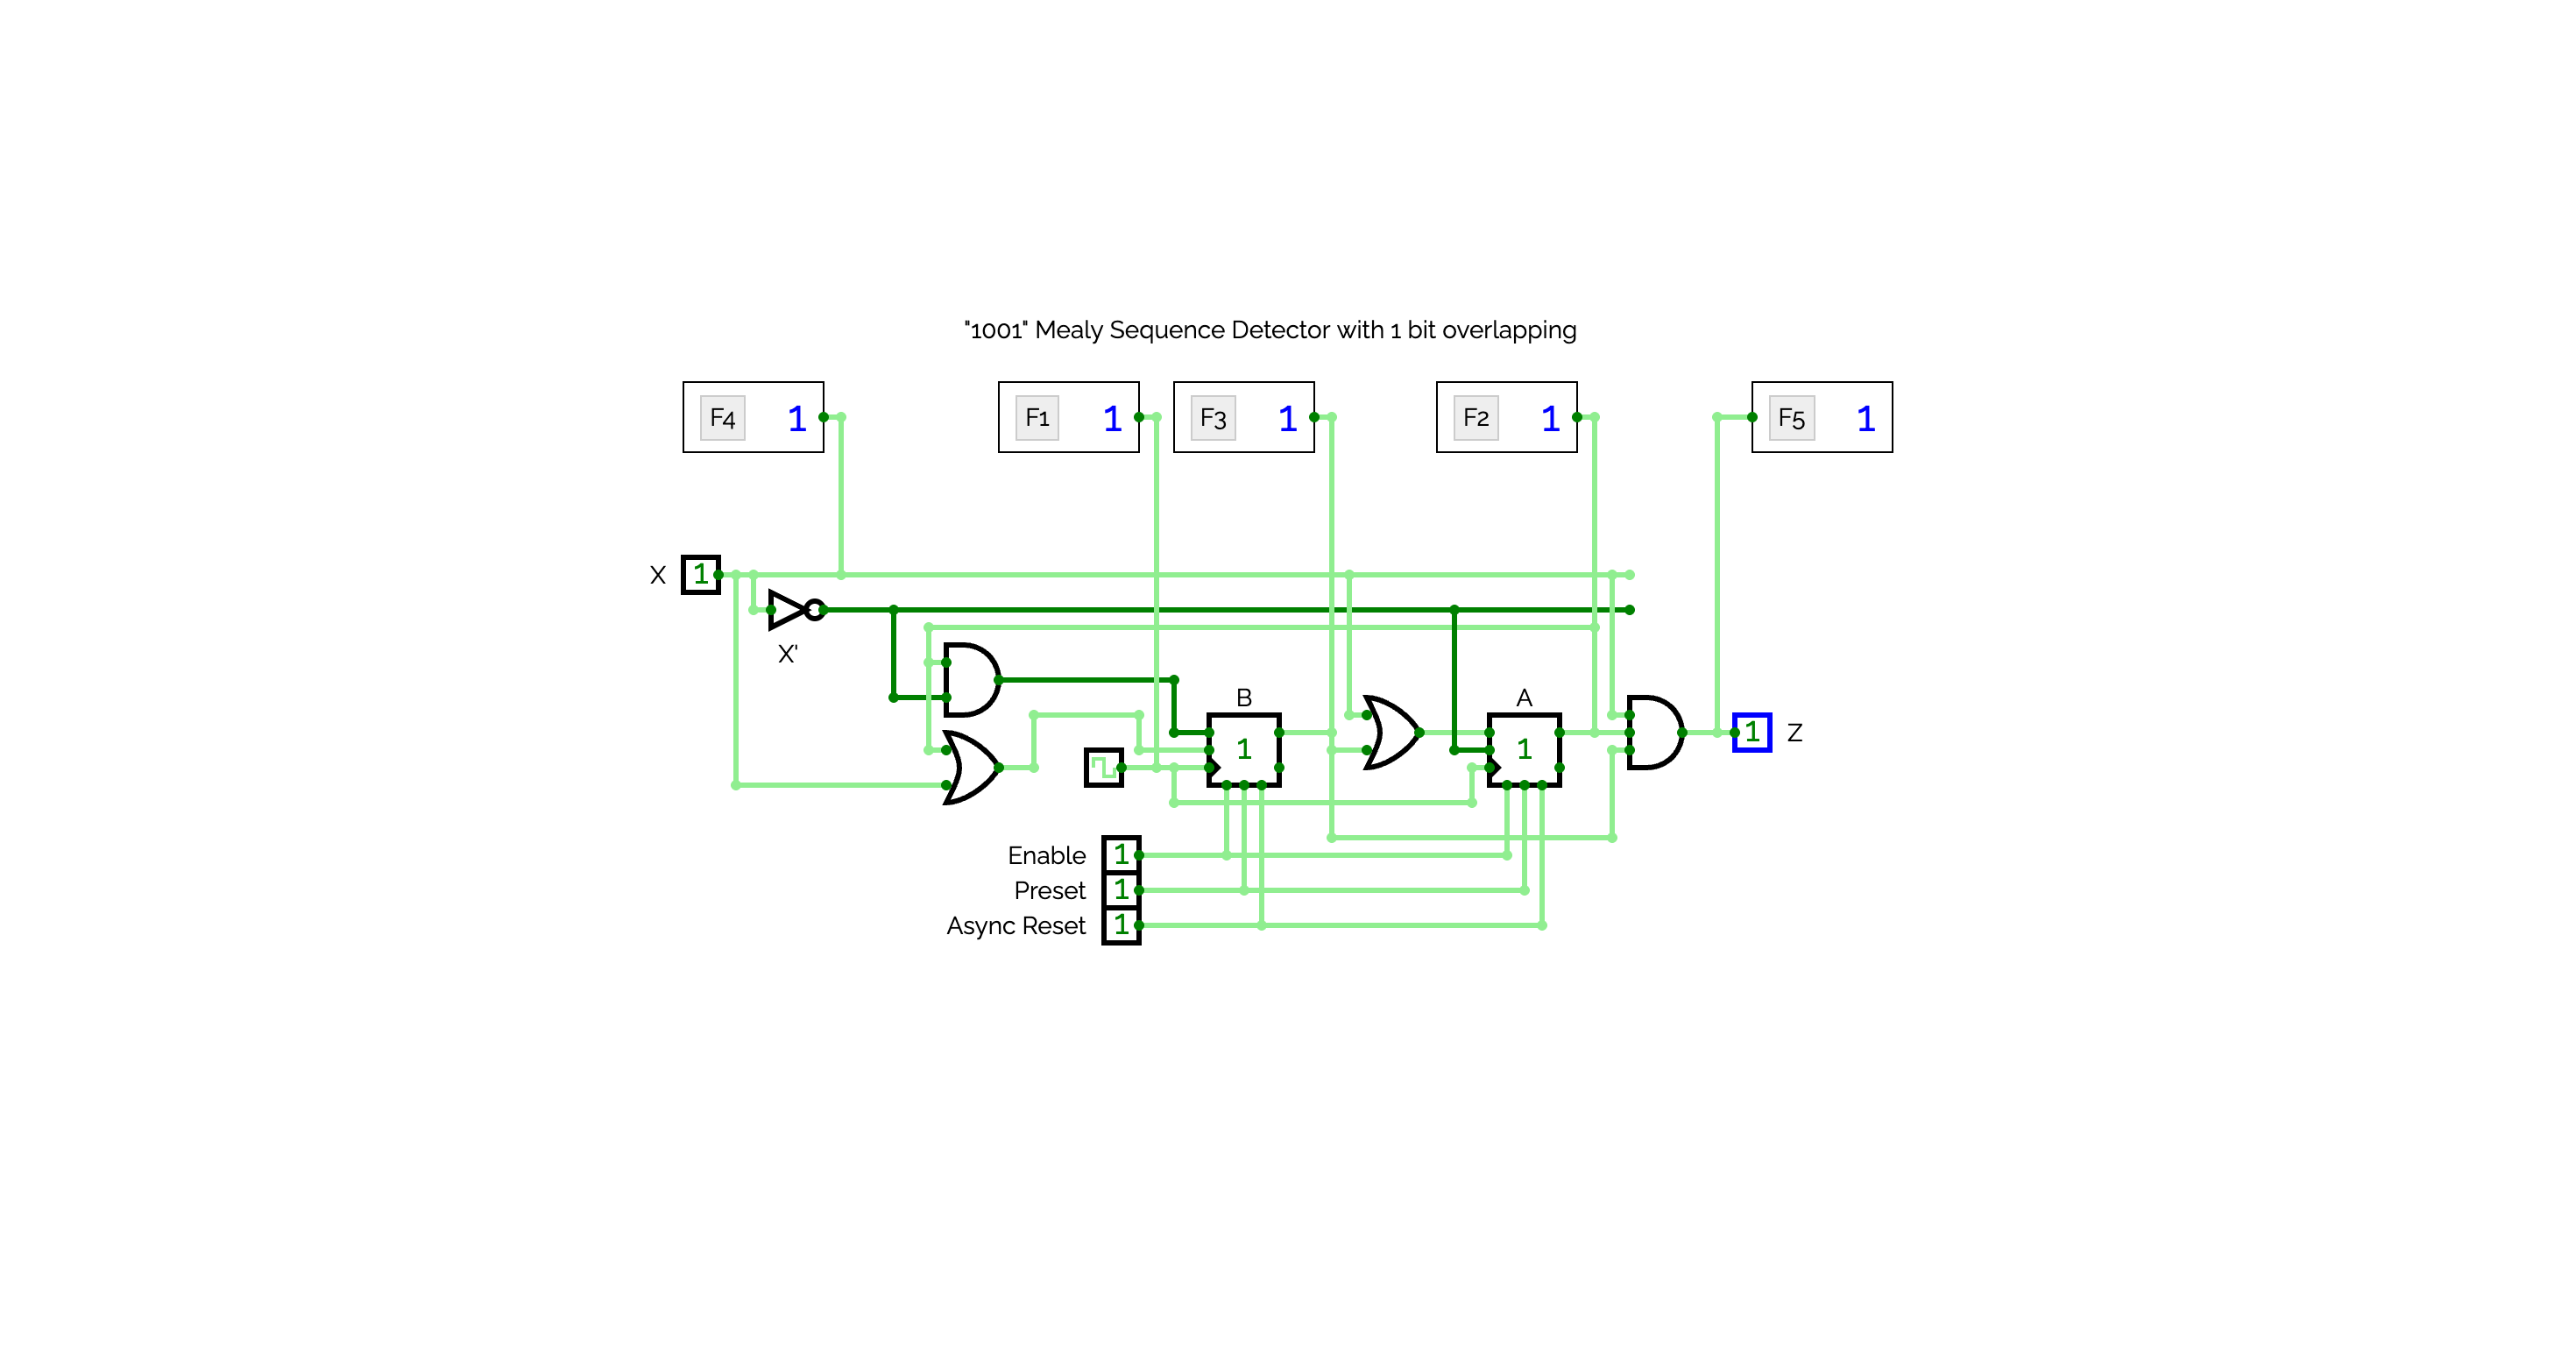 "1001" Mealy Sequence Detector with 1 bit overlapping
F4 1
F1 1
F3 1
F2 1
F5 1
X 1
X'
B
1
A
1
1 Z
Enable 1
Preset 1
Async Reset 1